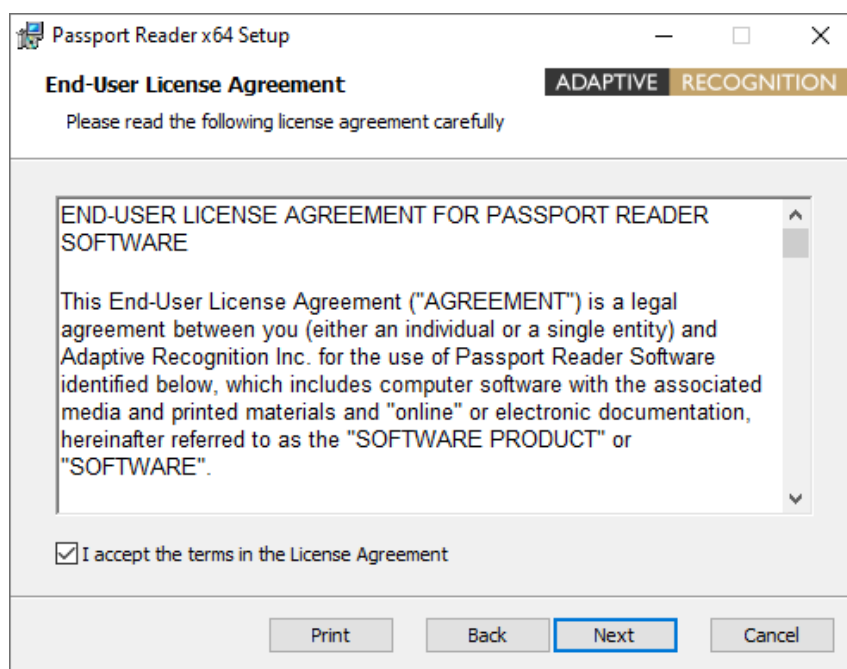 Passport Reader x64 Setup
End-User License Agreement
ADAPTIVE RECOGNITION
Please read the following license agreement carefully
END-USER LICENSE AGREEMENT FOR PASSPORT READER
SOFTWARE
This End-User License Agreement ("AGREEMENT") is a legal
agreement between you (either an individual or a single entity) and
Adaptive Recognition Inc. for the use of Passport Reader Software
identified below, which includes computer software with the associated
media and printed materials and "online" or electronic documentation,
hereinafter referred to as the "SOFTWARE PRODUCT" or
"SOFTWARE".
I accept the terms in the License Agreement
Print Back Next Cancel